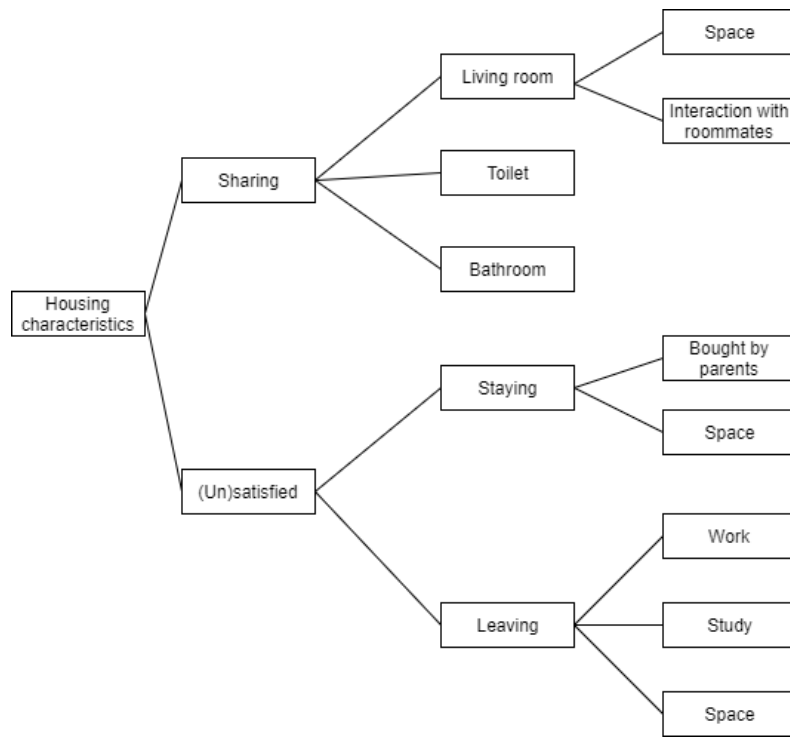 Space
Living room
Interaction with
roommates
Sharing
Toilet
Bathroom
Housing
characteristics
Bought by
parents
Staying
Space
(Un)satisfied
Work
Leaving
Study
Space